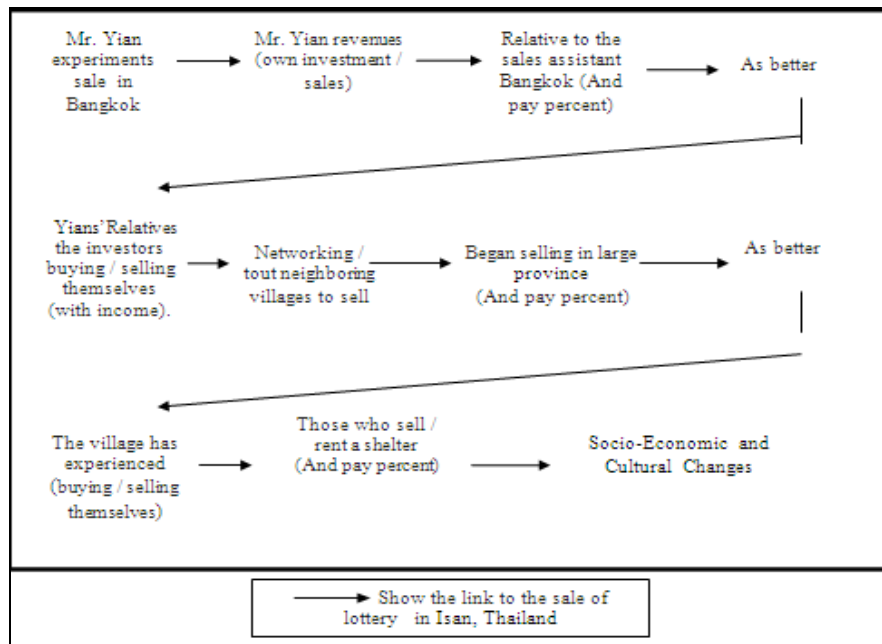 Mr. Yian
experiments
sale in
Bangkok
Mr. Yian revenues
(own investment /
sales)
Relative to the
sales assistant
Bangkok (And
pay percent)
As better
Yians'Relatives
the investors
buying / selling
themselves
(with income).
Networking /
tout neighboring
villages to sell
Began selling in large
province
(And pay percent)
As better
The village has
experienced
(buying / selling
themselves)
Those who sell /
rent a shelter
(And pay percent)
Socio-Economic and
Cultural Changes
Show the link to the sale of
lottery in Isan, Thailand